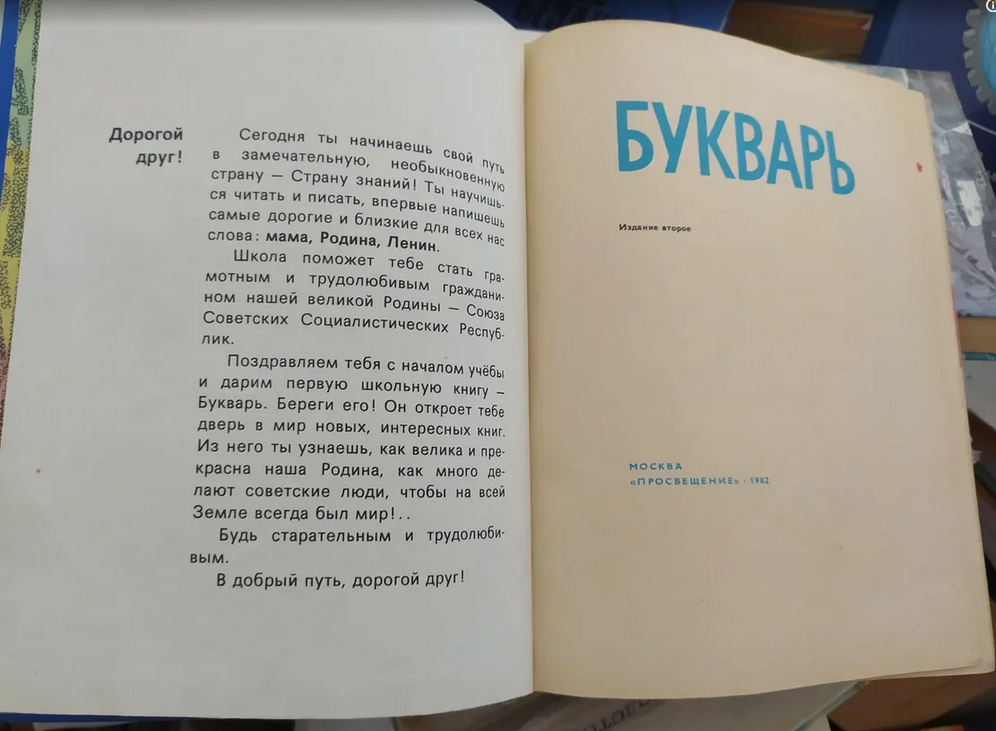 Дорогой
друг!
Сегодня ты начинаешь свой путь
в замечательную, необыкновенную
страну — Страну знаний! Ты научишь-
ся читать и писать, впервые напишешь
самые дорогие и близкие для всех нас
слова: мама, Родина, Ленин.
Школа поможет тебе стать гра-
мотным и трудолюбивым граждани-
ном нашей великой Родины — Союза
Советских Социалистических Респуб-
лик.
Поздравляем тебя с началом учёбы
и дарим первую школьную книгу —
Букварь. Береги его! Он откроет тебе
дверь в мир новых, интересных книг.
Из него ты узнаешь, как велика и пре-
красна наша Родина, как много де-
лают советские люди, чтобы на всей
Земле всегда был мир!..
Будь старательным и трудолюби-
вым.
В добрый путь, дорогой друг!
БУКВАРЬ
Издание второе
МОСКВА
«ПРОСВЕЩЕНИЕ» · 1982